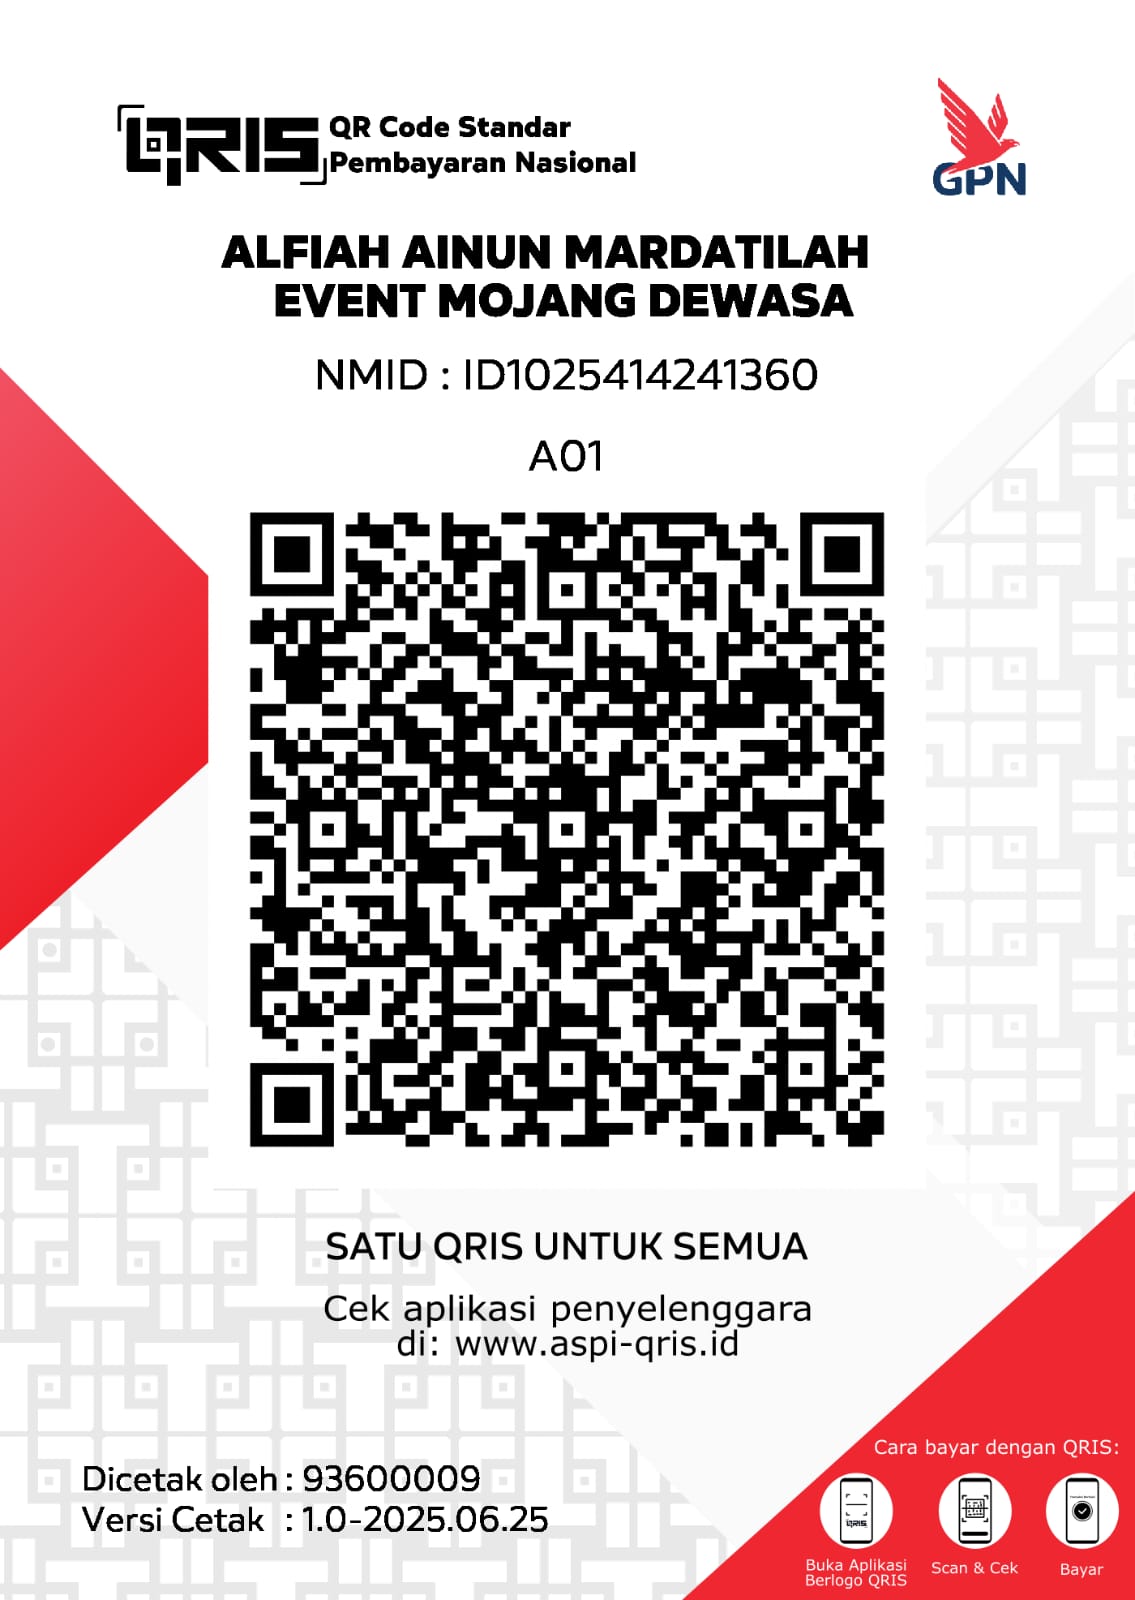 QRIS
QR Code Standar
Pembayaran Nasional
GPN
ALFIAH AINUN MARDATILAH
EVENT MOJANG DEWASA
NMID : ID1025414241360
A01
SATU QRIS UNTUK SEMUA
Cek aplikasi penyelenggara
di: www.aspi-qris.id
Dicetak oleh : 93600009
Versi Cetak : 1.0-2025.06.25
Cara bayar dengan QRIS:
QRIS
Buka Aplikasi
Berlogo QRIS
Scan & Cek
Bayar